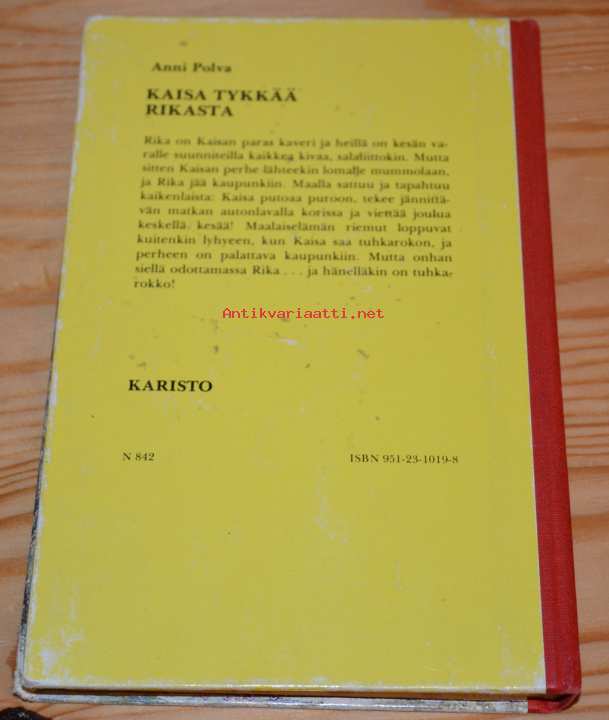 Anni Polva
KAISA TYKKÄÄ
RIKASTA
Rika on Kaisan paras kaveri ja heillä on kesän va-
ralle suunniteilla kaikkea kivaa, salaliittokin. Mutta
sitten Kaisan perhe lähteekin lomalle mummolaan,
ja Rika jää kaupunkiin. Maalla sattuu ja tapahtuu
kaikenlaista: Kaisa putoaa puroon, tekee jännittä-
vän matkan autonlavalla korissa ja viettää joulua
keskellä kesää! Maalaiselämän riemut loppuvat
kuitenkin lyhyeen, kun Kaisa saa tuhkarokon, ja
perheen on palattava kaupunkiin. Mutta onhan
siellä odottamassa Rika . . . ja hänelläkin on tuhka-
rokko!
Antikvariaatti.net
KARISTO
N 842
ISBN 951-23-1019-8